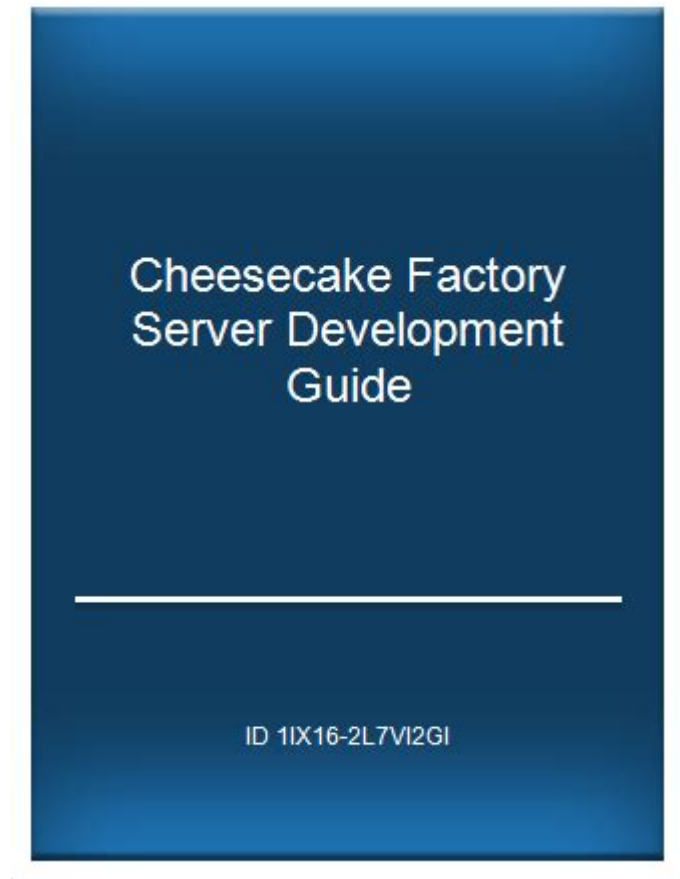 Cheesecake Factory
Server Development
Guide
ID 1IX16-2L7VI2GI